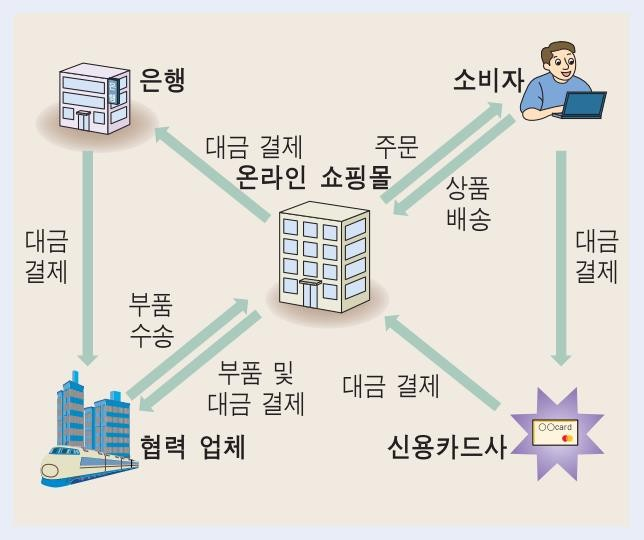 은행
소비자
대금 결제
주문
온라인 쇼핑몰
상품
배송
대금
결제
대금
결제
부품
수송
부품 및
대금 결제
대금 결제
협력 업체
신용카드사
○○card